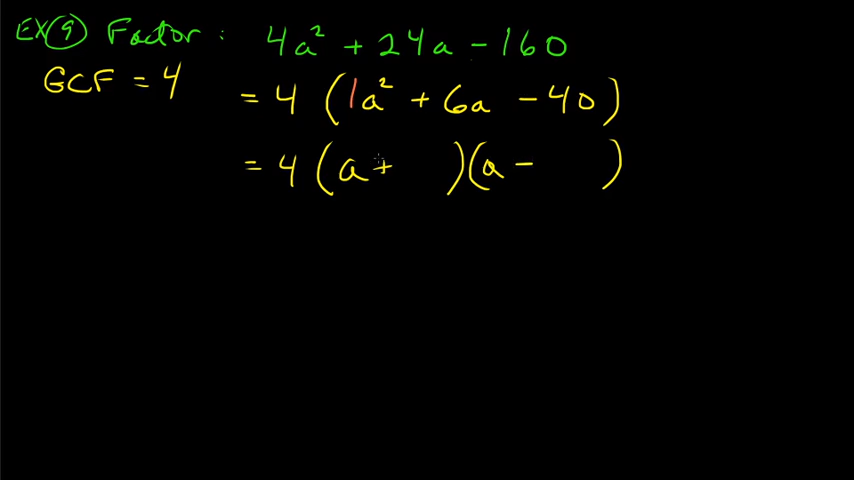 EX 9 Factor : 4a² + 24a - 160
GCF = 4 = 4 ( 1a² + 6a - 40 )
= 4 ( a + )( a - )